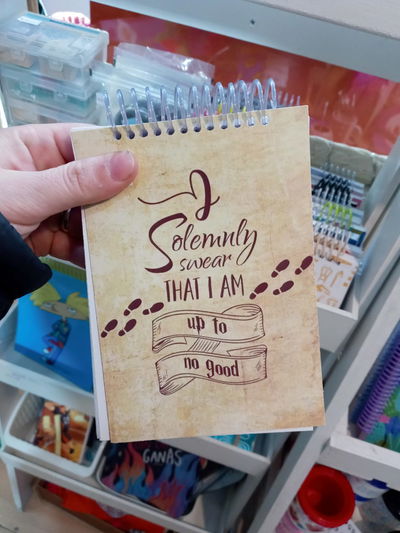 I
Solemnly
swear
THAT I AM
up to
no good
GANAS